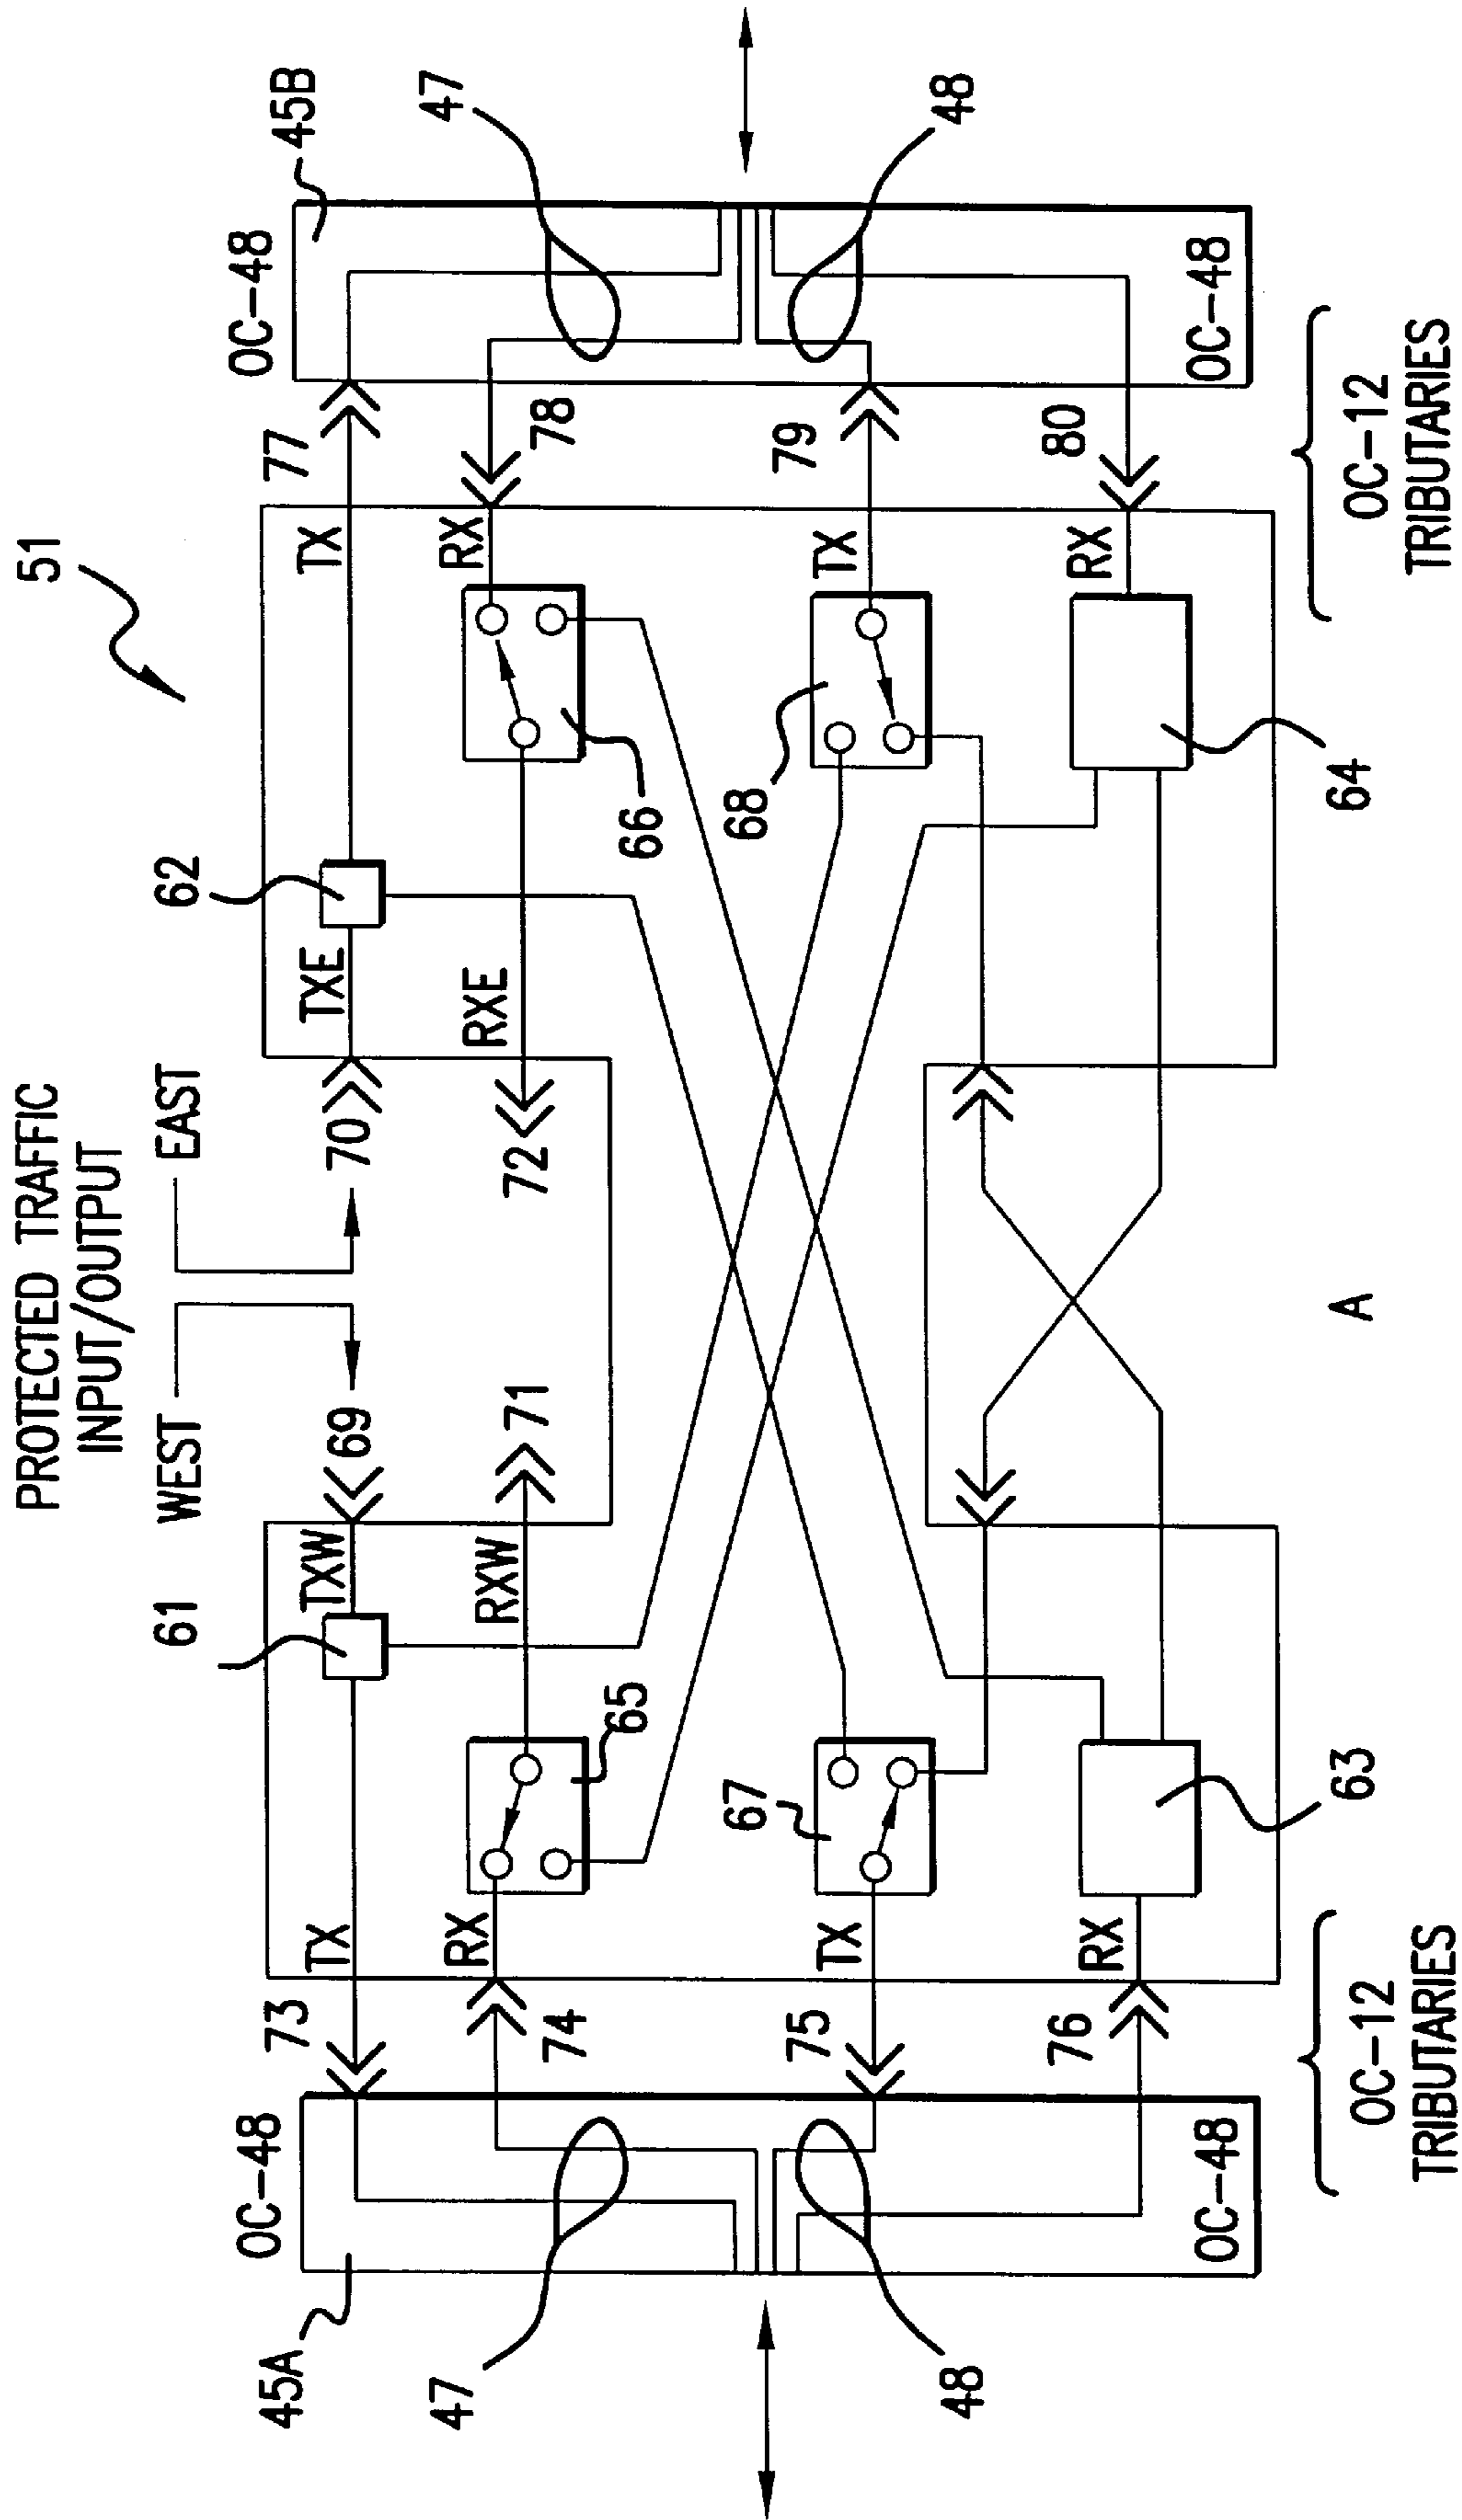 PROTECTED TRAFFIC
INPUT/OUTPUT
51
WEST
EAST
61
62
45A
OC-48
73
TX
TXW
69
70
TXE
TX
77
OC-48
45B
47
74
RX
65
RXW
71
72
RXE
66
RX
78
47
48
75
TX
67
68
TX
79
48
OC-48
76
RX
63
A
64
RX
80
OC-48
OC-12
TRIBUTARIES
OC-12
TRIBUTARIES